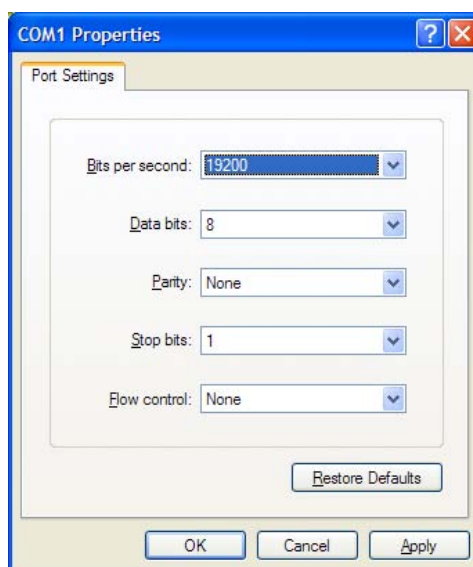 COM1 Properties
Port Settings
Bits per second: 19200
Data bits: 8
Parity: None
Stop bits: 1
Flow control: None
Restore Defaults
OK Cancel Apply